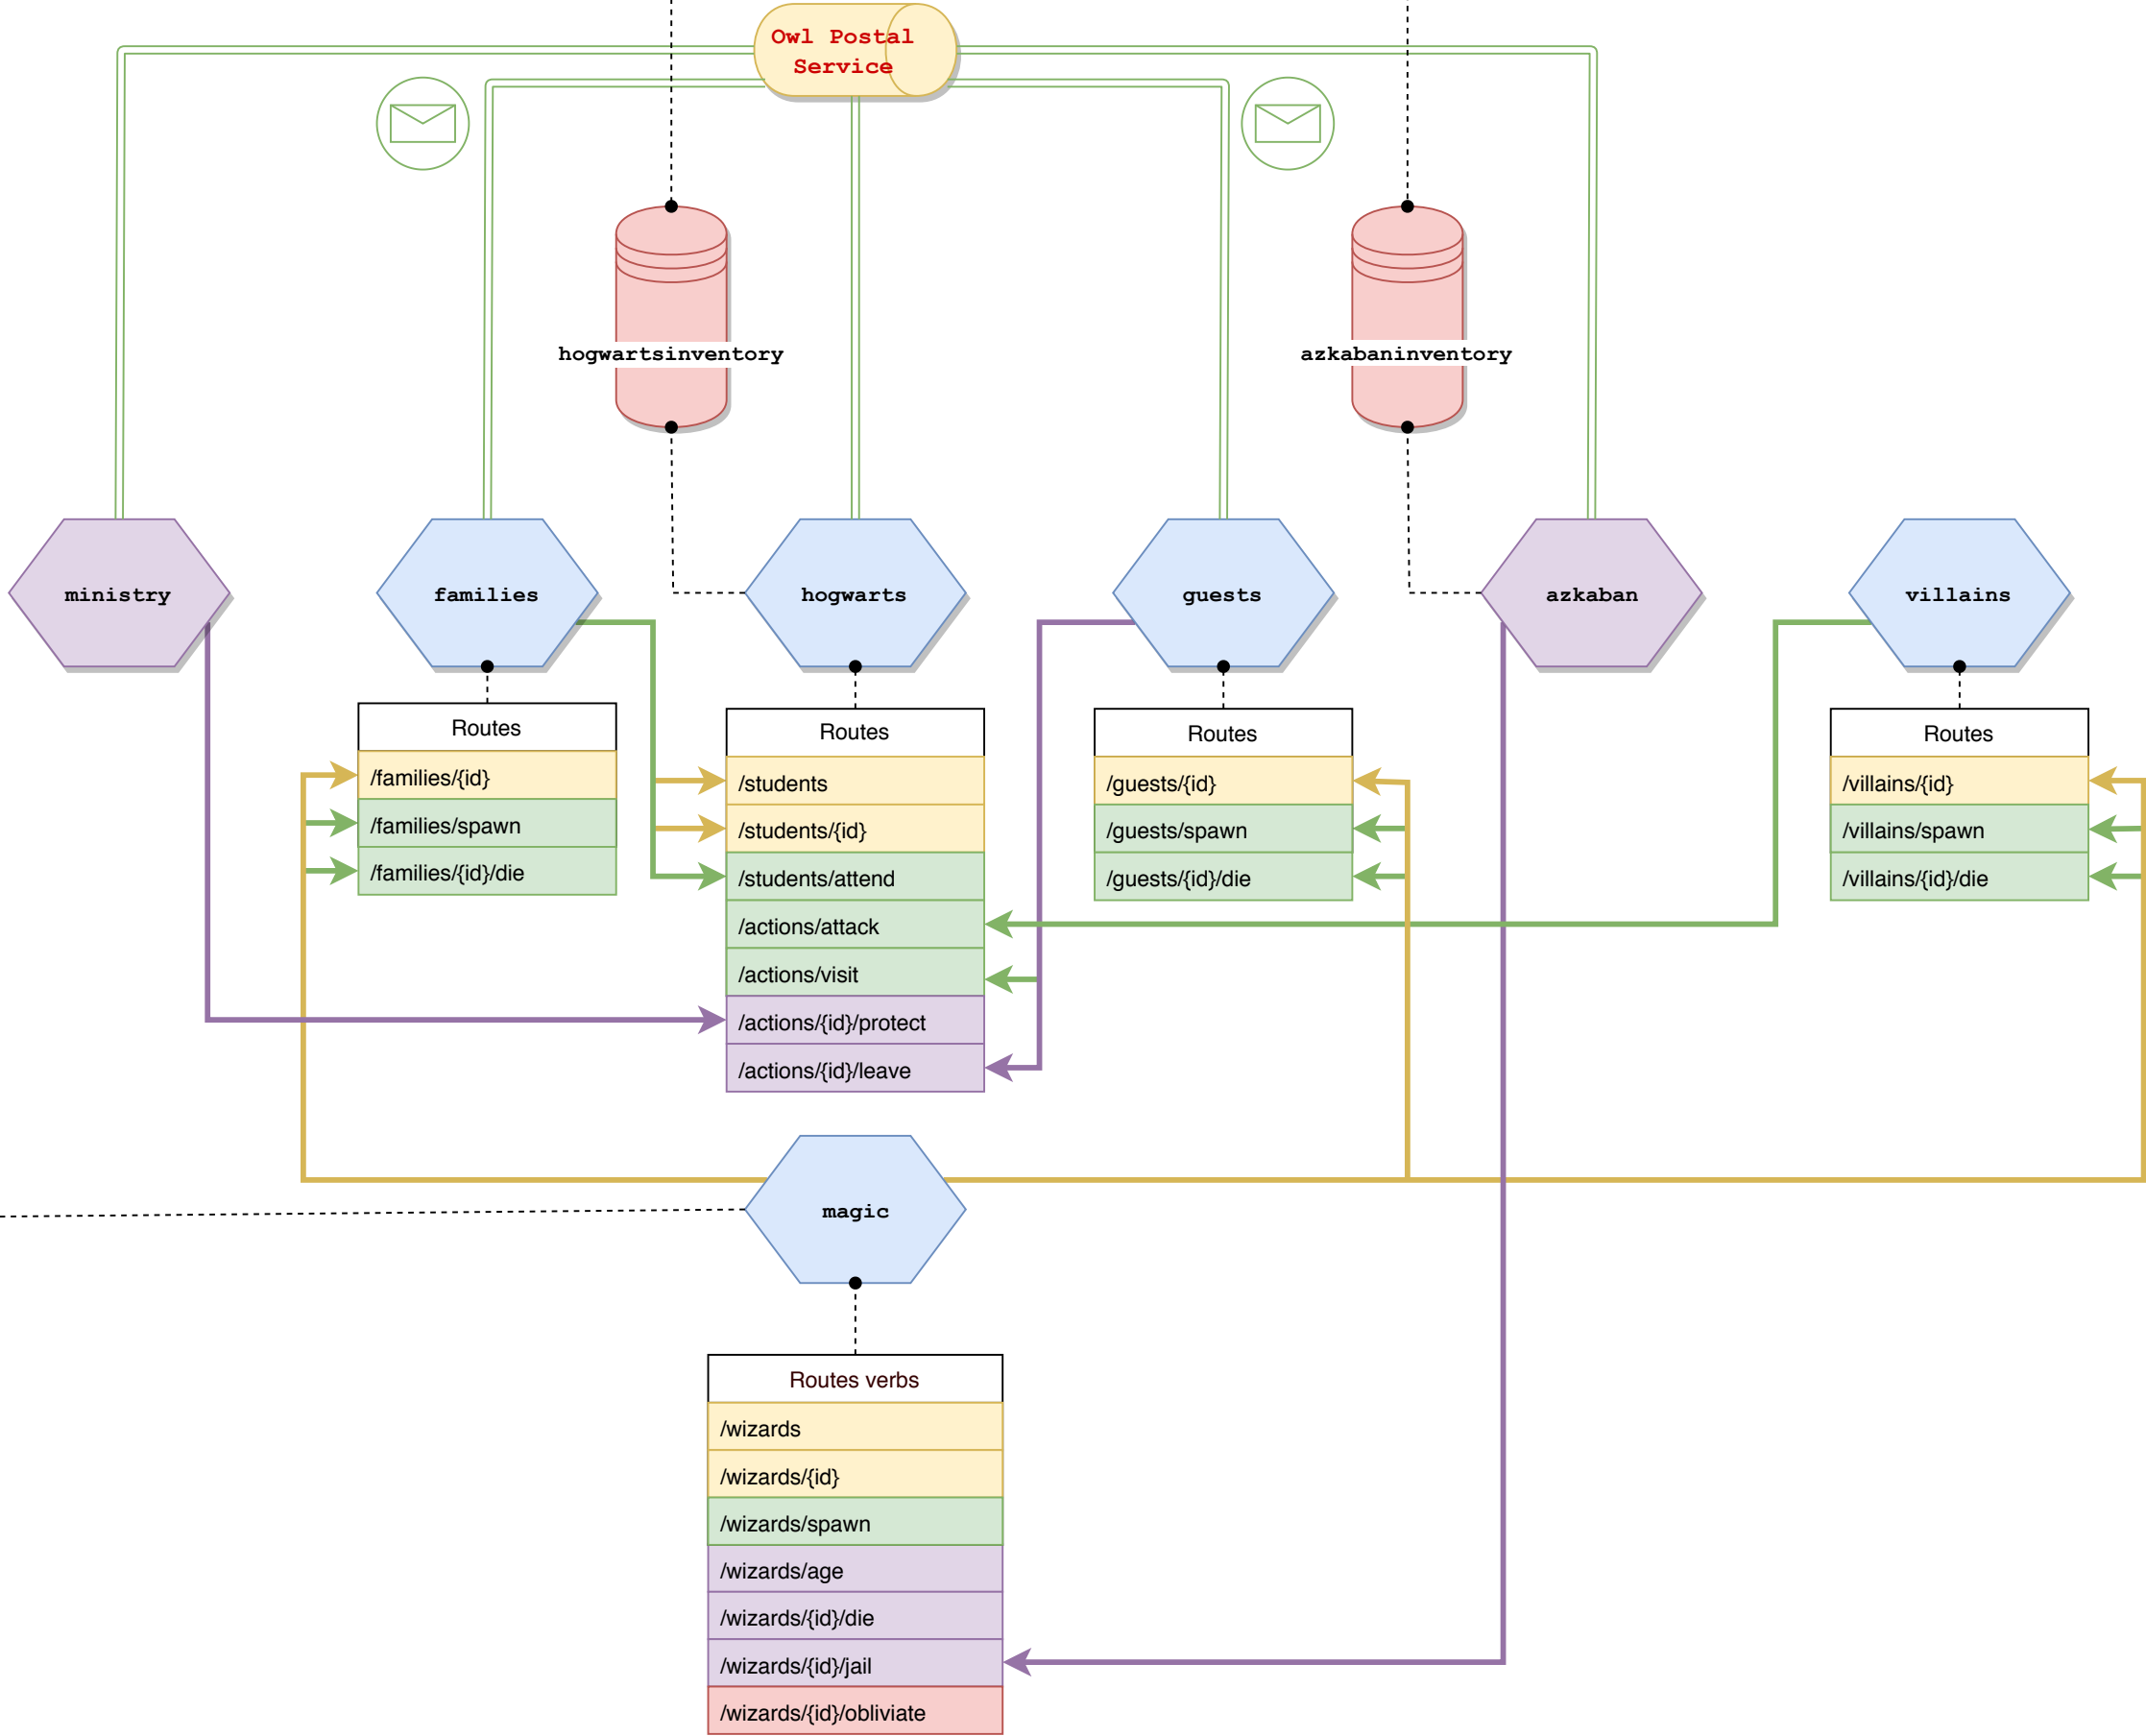 Owl Postal
Service
hogwartsinventory
azkabaninventory
ministry
families
hogwarts
guests
azkaban
villains
Routes
/families/{id}
/families/spawn
/families/{id}/die
Routes
/students
/students/{id}
/students/attend
/actions/attack
/actions/visit
/actions/{id}/protect
/actions/{id}/leave
Routes
/guests/{id}
/guests/spawn
/guests/{id}/die
Routes
/villains/{id}
/villains/spawn
/villains/{id}/die
magic
Routes verbs
/wizards
/wizards/{id}
/wizards/spawn
/wizards/age
/wizards/{id}/die
/wizards/{id}/jail
/wizards/{id}/obliviate